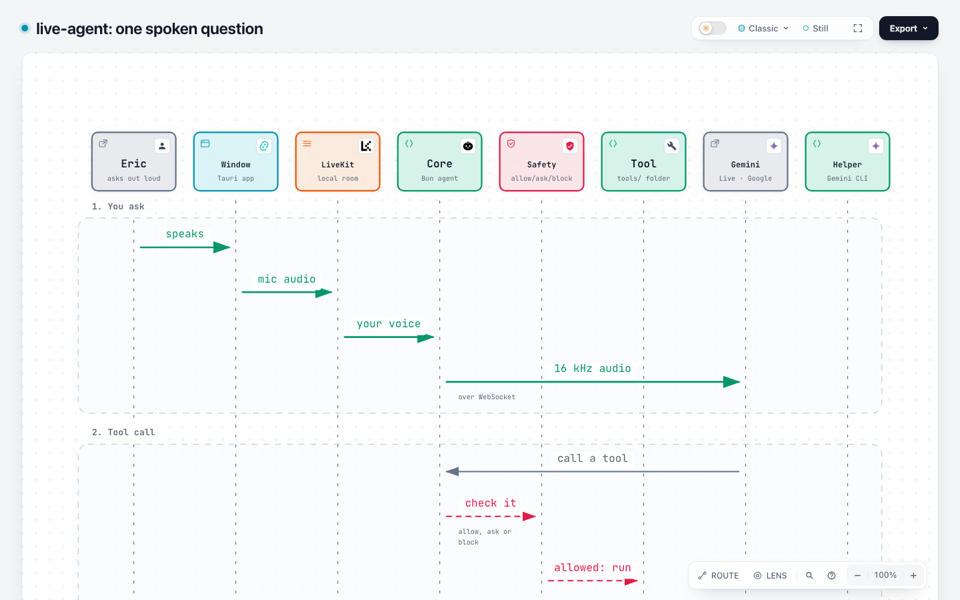 live-agent: one spoken question
Classic
Still
Export
Eric
asks out loud
Window
Tauri app
LiveKit
local room
Core
Bun agent
Safety
allow/ask/block
Tool
tools/ folder
Gemini
Live · Google
Helper
Gemini CLI
1. You ask
speaks
mic audio
your voice
16 kHz audio
over WebSocket
2. Tool call
call a tool
check it
allow, ask or
block
allowed: run
ROUTE
LENS
100%